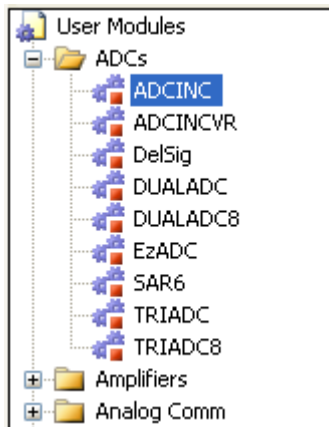 User Modules
ADCs
ADCINC
ADCINCVR
DelSig
DUALADC
DUALADC8
EzADC
SAR6
TRIADC
TRIADC8
Amplifiers
Analog Comm